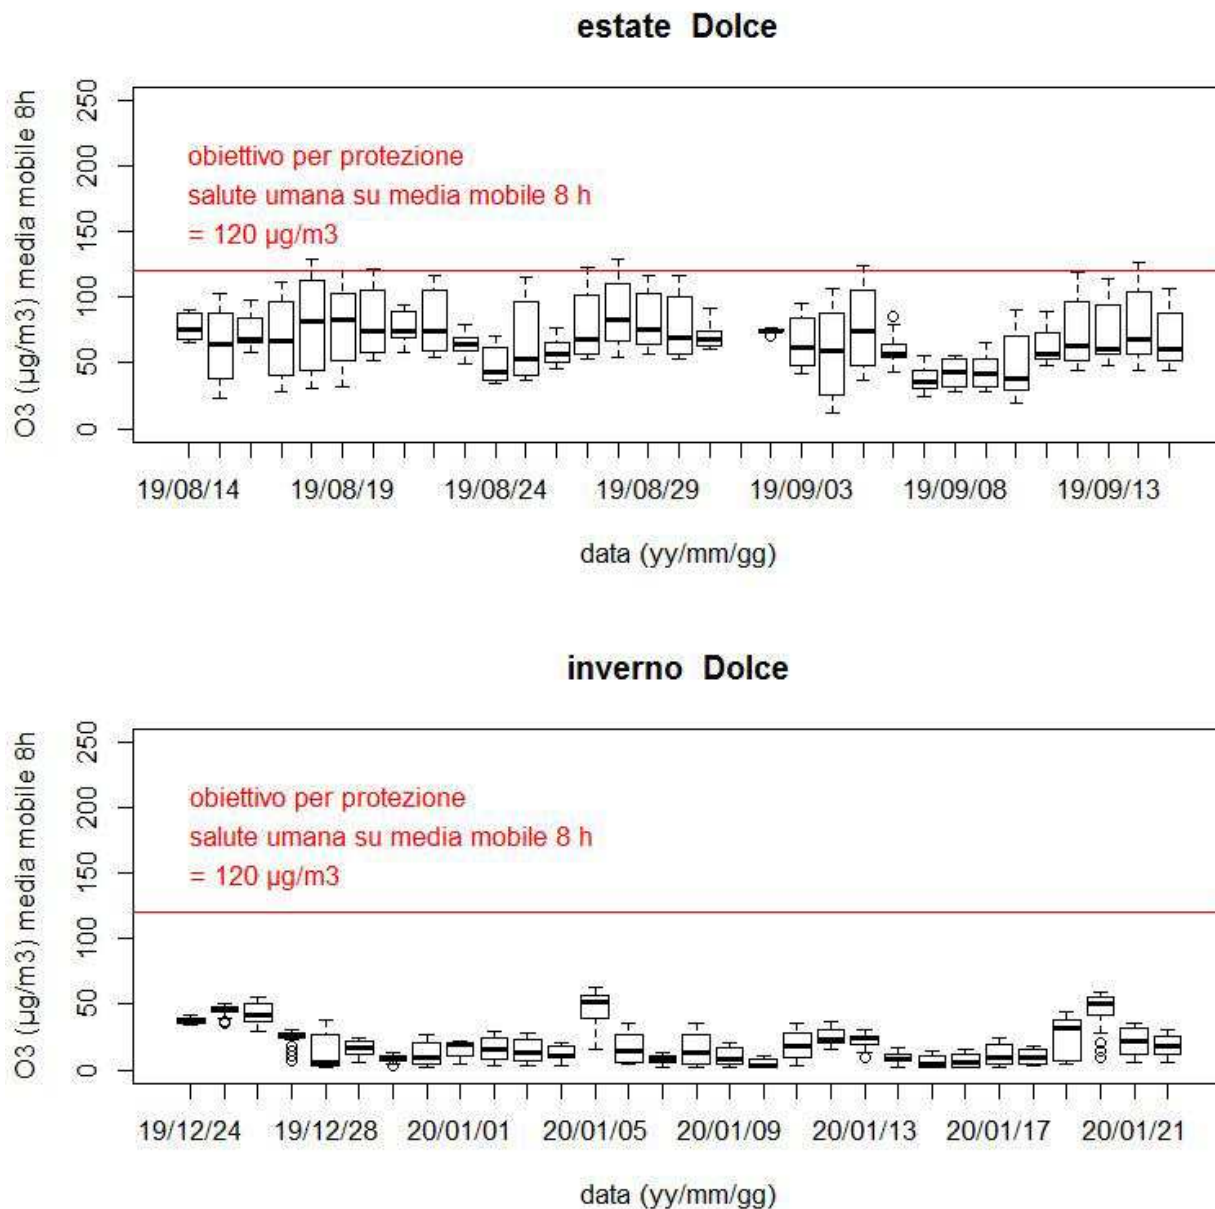 estate Dolce
O3 (µg/m3) media mobile 8h
250
200
150
100
50
0
obiettivo per protezione
salute umana su media mobile 8 h
= 120 µg/m3
19/08/14 19/08/19 19/08/24 19/08/29 19/09/03 19/09/08 19/09/13
data (yy/mm/gg)
inverno Dolce
O3 (µg/m3) media mobile 8h
250
200
150
100
50
0
obiettivo per protezione
salute umana su media mobile 8 h
= 120 µg/m3
19/12/24 19/12/28 20/01/01 20/01/05 20/01/09 20/01/13 20/01/17 20/01/21
data (yy/mm/gg)